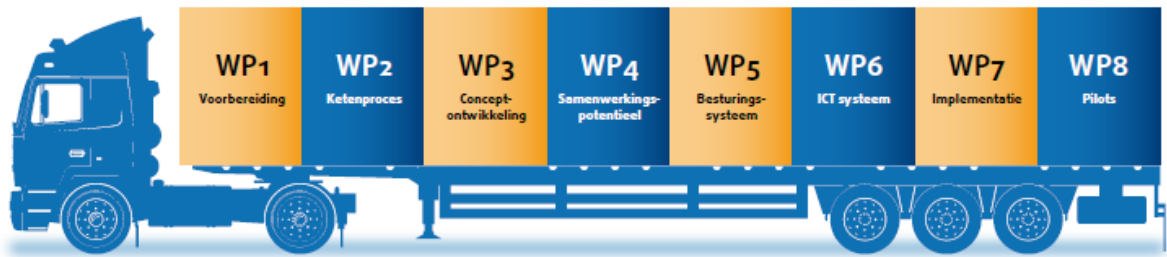 WP1
Voorbereiding
WP2
Ketenproces
WP3
Concept-
ontwikkeling
WP4
Samenwerkings-
potentieel
WP5
Besturings-
systeem
WP6
ICT systeem
WP7
Implementatie
WP8
Pilots